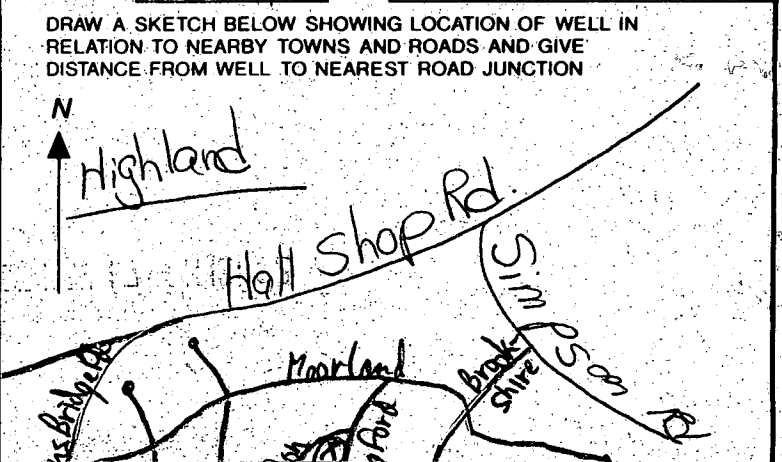 DRAW A SKETCH BELOW SHOWING LOCATION OF WELL IN
RELATION TO NEARBY TOWNS AND ROADS AND GIVE
DISTANCE FROM WELL TO NEAREST ROAD JUNCTION
N
Highland
Hall Shop Rd.
Simpson Rd
Moorland
Brook-
shire